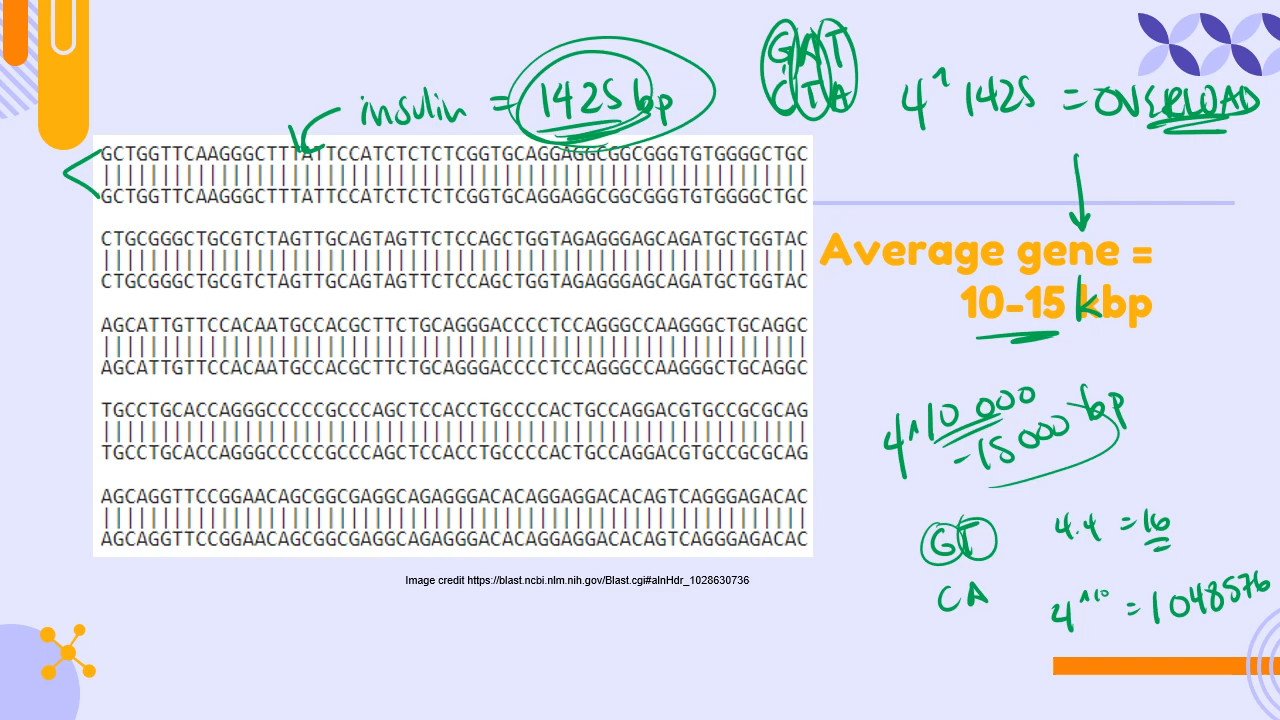 insulin = 1425 bp
GAT
CTA
4^1425 = OVERLOAD
GCTGGTTCAAGGGCTTTATTCCATCTCTCTCGGTGCAGGAGGCGGCGGGTGTGGGGCTGC
||||||||||||||||||||||||||||||||||||||||||||||||||||||||||||
GCTGGTTCAAGGGCTTTATTCCATCTCTCTCGGTGCAGGAGGCGGCGGGTGTGGGGCTGC
CTGCGGGCTGCGTCTAGTTGCAGTAGTTCTCCAGCTGGTAGAGGGAGCAGATGCTGGTAC
||||||||||||||||||||||||||||||||||||||||||||||||||||||||||||
CTGCGGGCTGCGTCTAGTTGCAGTAGTTCTCCAGCTGGTAGAGGGAGCAGATGCTGGTAC
AGCATTGTTCCACAATGCCACGCTTCTGCAGGGACCCCTCCAGGGCCAAGGGCTGCAGGC
||||||||||||||||||||||||||||||||||||||||||||||||||||||||||||
AGCATTGTTCCACAATGCCACGCTTCTGCAGGGACCCCTCCAGGGCCAAGGGCTGCAGGC
TGCCTGCACCAGGGCCCCCGCCCAGCTCCACCTGCCCCACTGCCAGGACGTGCCGCGCAG
||||||||||||||||||||||||||||||||||||||||||||||||||||||||||||
TGCCTGCACCAGGGCCCCCGCCCAGCTCCACCTGCCCCACTGCCAGGACGTGCCGCGCAG
AGCAGGTTCCGGAACAGCGGCGAGGCAGAGGGACACAGGAGGACACAGTCAGGGAGACAC
||||||||||||||||||||||||||||||||||||||||||||||||||||||||||||
AGCAGGTTCCGGAACAGCGGCGAGGCAGAGGGACACAGGAGGACACAGTCAGGGAGACAC
Average gene =
10-15 kbp
4^10 000
-15 000 bp
GT
CA
4.4 = 16
4^10 = 1048576
Image credit https://blast.ncbi.nlm.nih.gov/Blast.cgi#alnHdr_1028630736